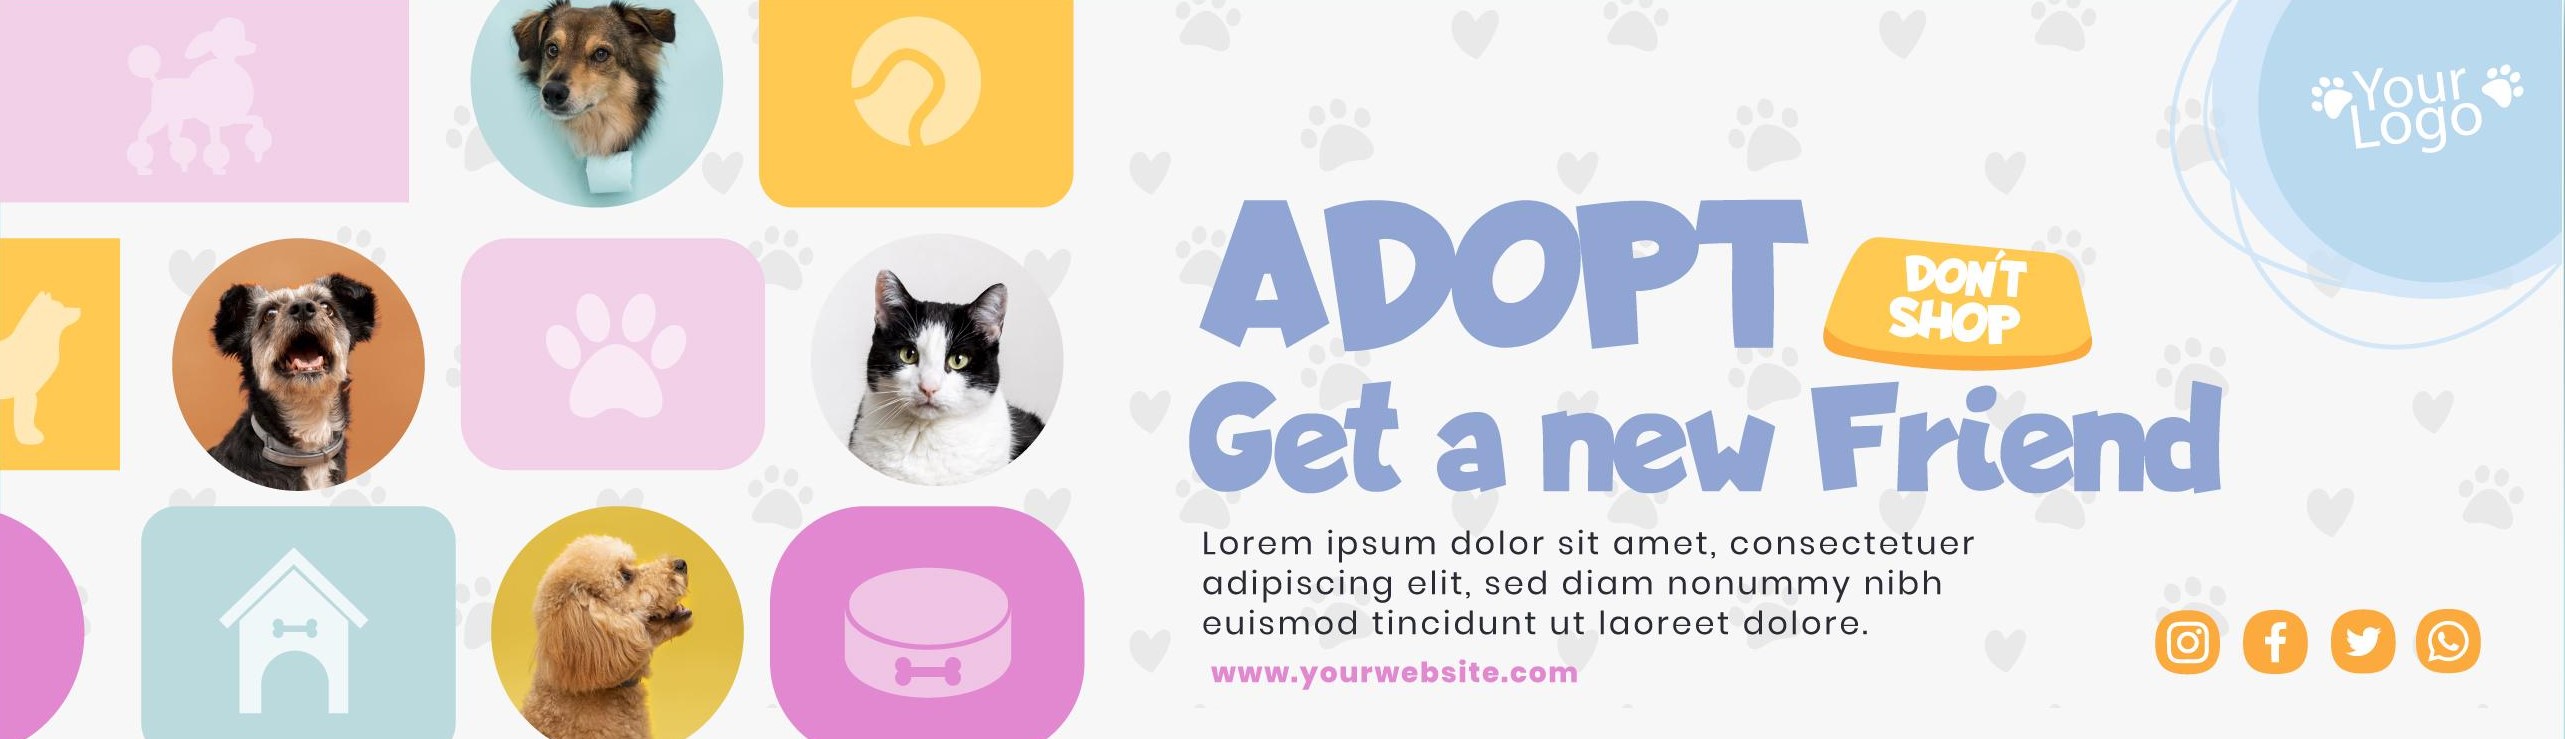 Your
Logo
ADOPT
DON'T
SHOP
Get a new Friend
Lorem ipsum dolor sit amet, consectetuer
adipiscing elit, sed diam nonummy nibh
euismod tincidunt ut laoreet dolore.
www.yourwebsite.com